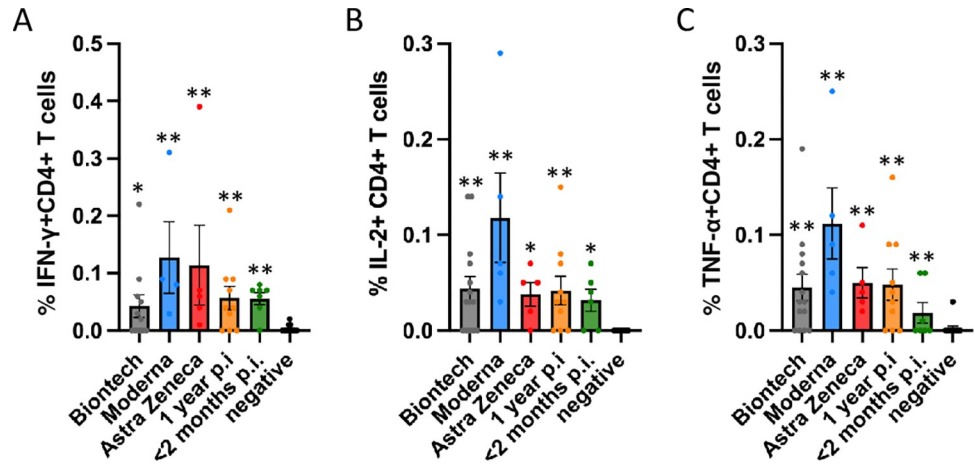 A
% IFN-γ+CD4+ T cells
0.5
0.4
0.3
0.2
0.1
0.0
*
**
**
**
**
Biontech
Moderna
Astra Zeneca
1 year p.i
<2 months p.i.
negative
B
% IL-2+ CD4+ T cells
0.3
0.2
0.1
0.0
**
**
*
**
*
Biontech
Moderna
Astra Zeneca
1 year p.i
<2 months p.i.
negative
C
% TNF-α+CD4+ T cells
0.3
0.2
0.1
0.0
**
**
**
**
**
Biontech
Moderna
Astra Zeneca
1 year p.i
<2 months p.i.
negative